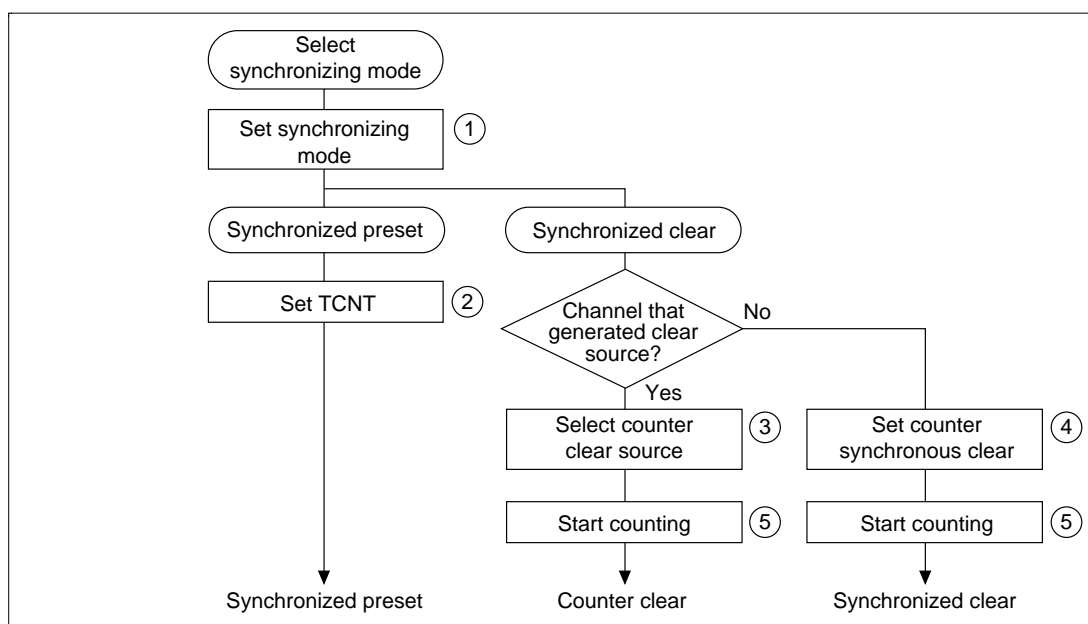 Select
synchronizing mode
Set synchronizing
mode
1
Synchronized preset
Synchronized clear
Set TCNT
2
Channel that
generated clear
source?
No
Yes
Select counter
clear source
3
Set counter
synchronous clear
4
Start counting
5
Start counting
5
Synchronized preset
Counter clear
Synchronized clear